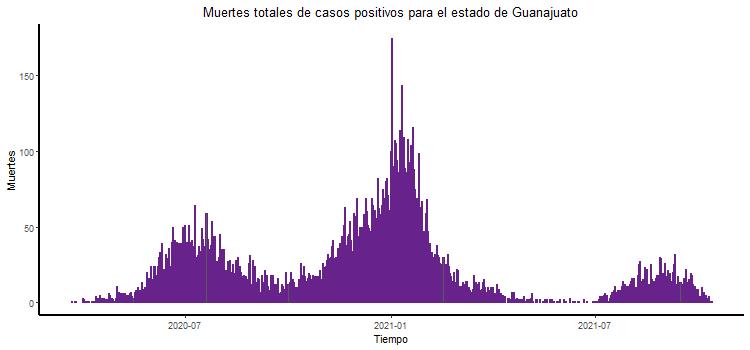 Muertes totales de casos positivos para el estado de Guanajuato
Muertes
150
100
50
0
2020-07
2021-01
2021-07
Tiempo